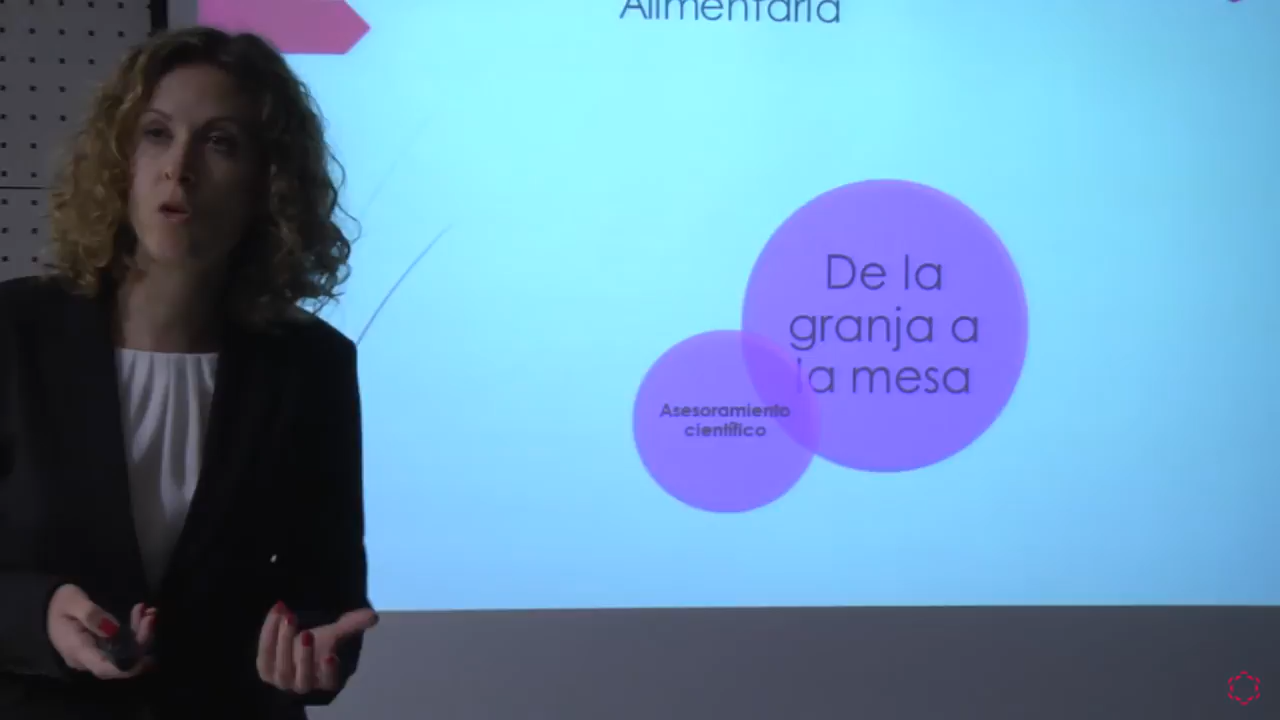 Alimentaria
De la
granja a
la mesa
Asesoramiento
científico